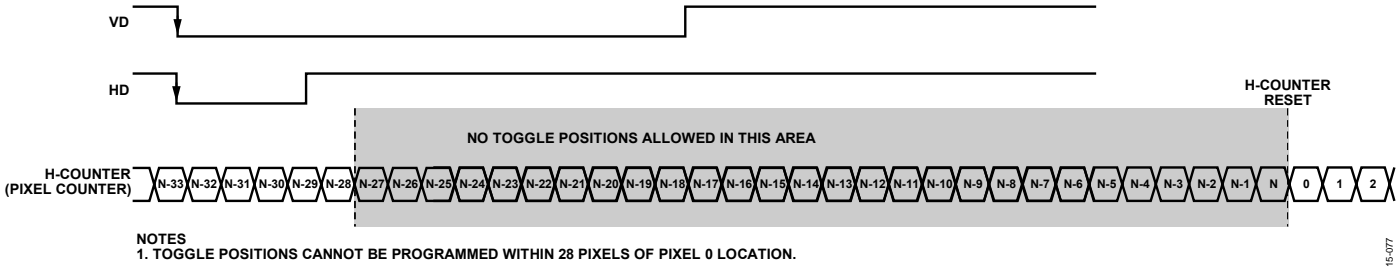 VD
HD
H-COUNTER
RESET
NO TOGGLE POSITIONS ALLOWED IN THIS AREA
H-COUNTER
(PIXEL COUNTER)
N-33 N-32 N-31 N-30 N-29 N-28 N-27 N-26 N-25 N-24 N-23 N-22 N-21 N-20 N-19 N-18 N-17 N-16 N-15 N-14 N-13 N-12 N-11 N-10 N-9 N-8 N-7 N-6 N-5 N-4 N-3 N-2 N-1 N 0 1 2
NOTES
1. TOGGLE POSITIONS CANNOT BE PROGRAMMED WITHIN 28 PIXELS OF PIXEL 0 LOCATION.
15-077